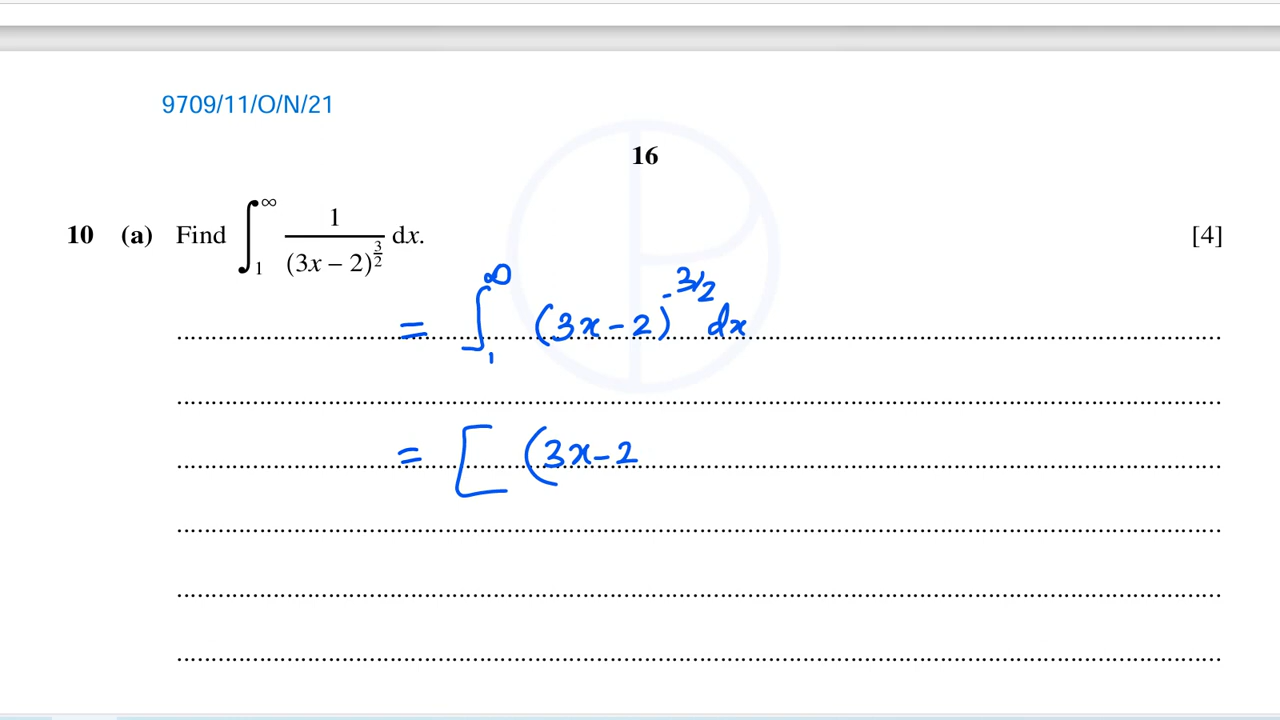 9709/11/O/N/21
16
10 (a) Find ∫₁^∞ 1/(3x – 2)^(3/2) dx. [4]
= ∫₁^∞ (3x – 2)^(-3/2) dx
= [ (3x – 2